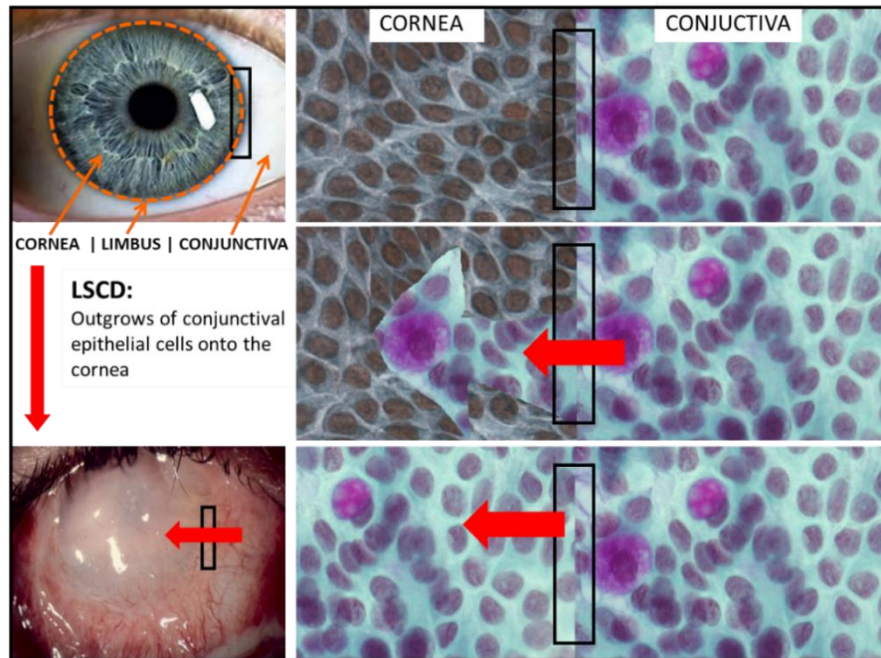 CORNEA
CONJUCTIVA
CORNEA | LIMBUS | CONJUNCTIVA
LSCD:
Outgrows of conjunctival
epithelial cells onto the
cornea